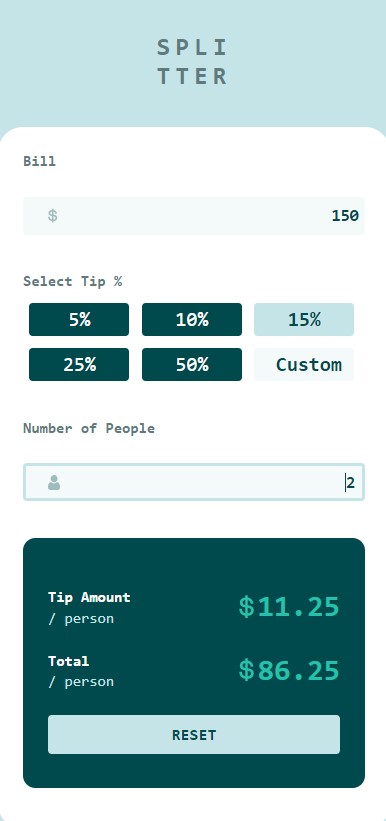 SPLI
TTER
Bill
$ 150
Select Tip %
5% 10% 15%
25% 50% Custom
Number of People
2
Tip Amount $11.25
/ person
Total $86.25
/ person
RESET